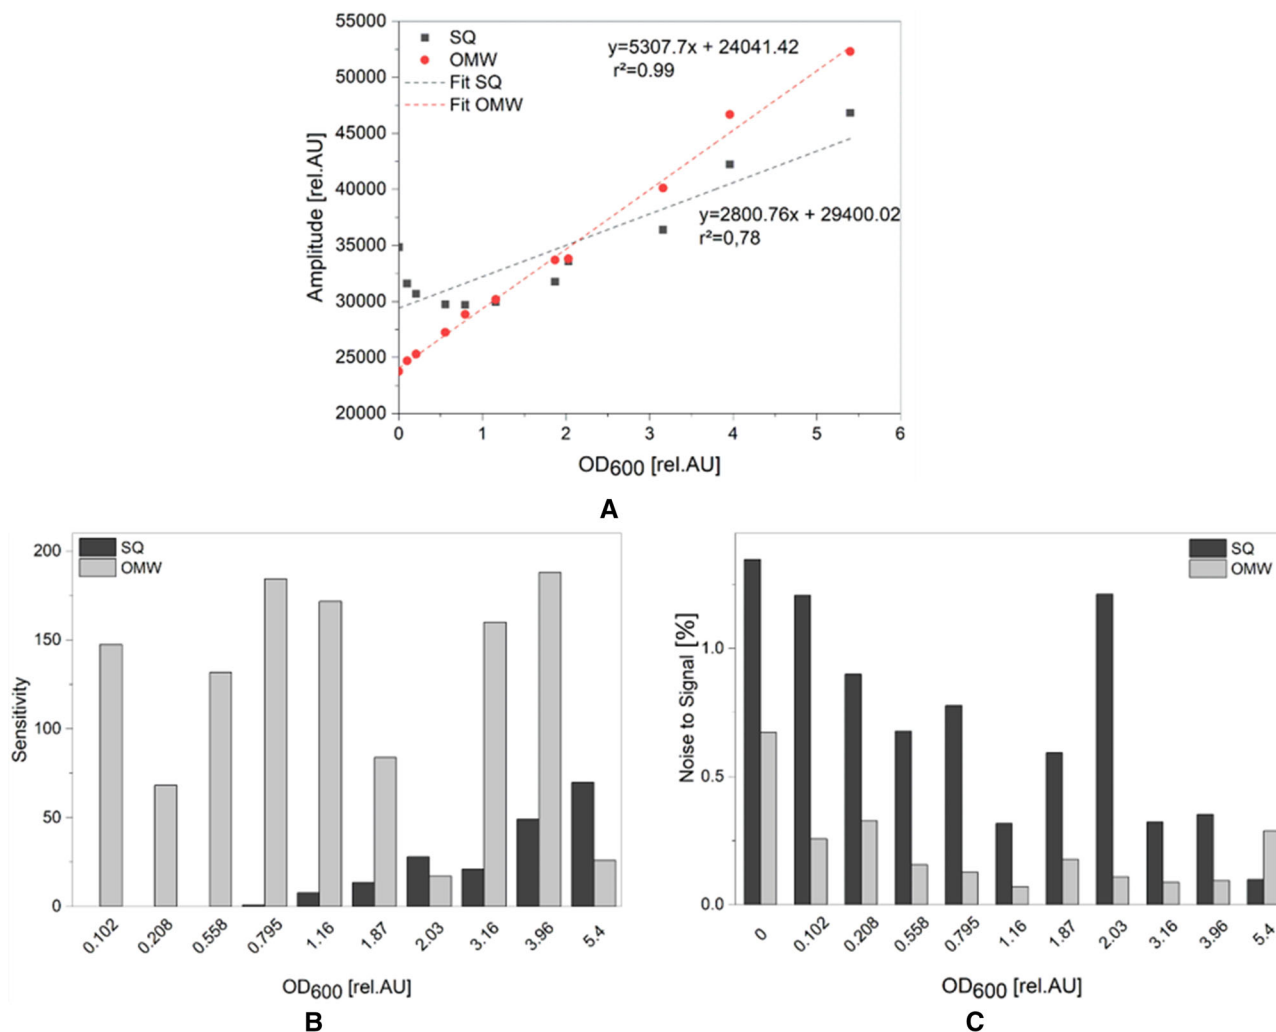 55000
50000
45000
40000
35000
30000
25000
20000
Amplitude [rel.AU]
SQ
OMW
Fit SQ
Fit OMW
y=5307.7x + 24041.42
r²=0.99
y=2800.76x + 29400.02
r²=0,78
0 1 2 3 4 5 6
OD600 [rel.AU]
A
200
150
100
50
0
Sensitivity
SQ
OMW
0.102 0.208 0.558 0.795 1.16 1.87 2.03 3.16 3.96 5.4
OD600 [rel.AU]
B
1.0
0.5
0.0
Noise to Signal [%]
SQ
OMW
0 0.102 0.208 0.558 0.795 1.16 1.87 2.03 3.16 3.96 5.4
OD600 [rel.AU]
C